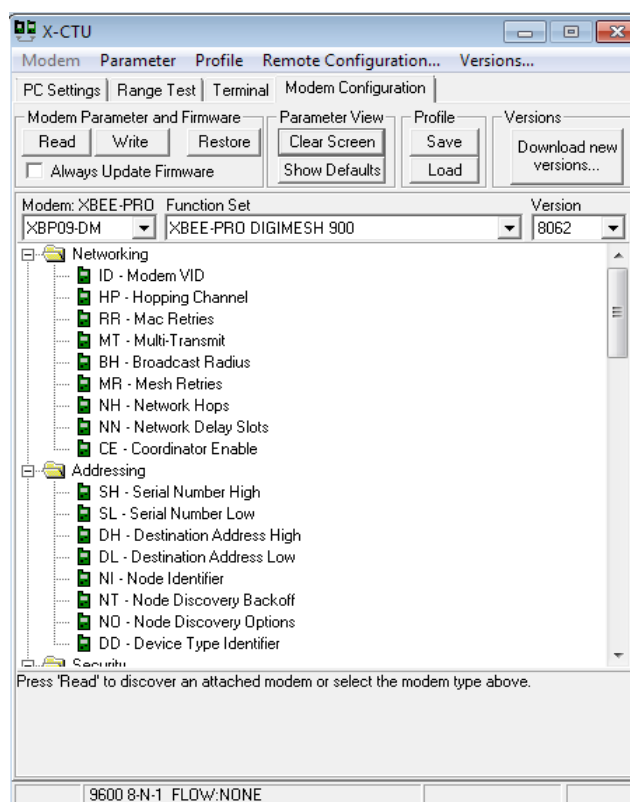 X-CTU
Modem Parameter Profile Remote Configuration... Versions...
PC Settings Range Test Terminal Modem Configuration
Modem Parameter and Firmware Parameter View Profile Versions
Read Write Restore Clear Screen Save Download new versions...
Always Update Firmware Show Defaults Load
Modem: XBEE-PRO Function Set Version
XBP09-DM XBEE-PRO DIGIMESH 900 8062
Networking
ID - Modem VID
HP - Hopping Channel
RR - Mac Retries
MT - Multi-Transmit
BH - Broadcast Radius
MR - Mesh Retries
NH - Network Hops
NN - Network Delay Slots
CE - Coordinator Enable
Addressing
SH - Serial Number High
SL - Serial Number Low
DH - Destination Address High
DL - Destination Address Low
NI - Node Identifier
NT - Node Discovery Backoff
NO - Node Discovery Options
DD - Device Type Identifier
Security
Press 'Read' to discover an attached modem or select the modem type above.
9600 8-N-1 FLOW:NONE